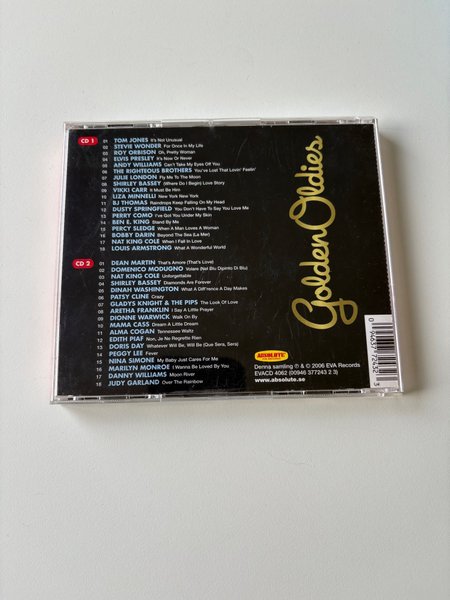 CD 1
01 TOM JONES It's Not Unusual
02 STEVIE WONDER For Once in My Life
03 ROY ORBISON Oh, Pretty Woman
04 ELVIS PRESLEY It's Now Or Never
05 ANDY WILLIAMS Can't Take My Eyes Off You
06 THE RIGHTEOUS BROTHERS You've Lost That Lovin' Feelin'
07 JULIE LONDON Fly Me To The Moon
08 SHIRLEY BASSEY (Where Do I Begin) Love Story
09 VIKKI CARR It Must Be Him
10 LIZA MINNELLI New York New York
11 BJ THOMAS Raindrops Keep Falling On My Head
12 DUSTY SPRINGFIELD You Don't Have To Say You Love Me
13 PERRY COMO I've Got You Under My Skin
14 BEN E. KING Stand By Me
15 PERCY SLEDGE When A Man Loves A Woman
16 BOBBY DARIN Beyond The Sea (La Mer)
17 NAT KING COLE When I Fall In Love
18 LOUIS ARMSTRONG What A Wonderful World
CD 2
01 DEAN MARTIN That's Amore (That's Love)
02 DOMENICO MODUGNO Volare (Nel Blu Dipinto Di Blu)
03 NAT KING COLE Unforgettable
04 SHIRLEY BASSEY Diamonds Are Forever
05 DINAH WASHINGTON What A Diff'rence A Day Makes
06 PATSY CLINE Crazy
07 GLADYS KNIGHT & THE PIPS The Look Of Love
08 ARETHA FRANKLIN I Say A Little Prayer
09 DIONNE WARWICK Walk On By
10 MAMA CASS Dream A Little Dream
11 ALMA COGAN Tennessee Waltz
12 EDITH PIAF Non, Je Ne Regrette Rien
13 DORIS DAY Whatever Will Be, Will Be (Que Sera, Sera)
14 PEGGY LEE Fever
15 NINA SIMONE My Baby Just Cares For Me
16 MARILYN MONROE I Wanna Be Loved By You
17 DANNY WILLIAMS Moon River
18 JUDY GARLAND Over The Rainbow
Golden Oldies
ABSOLUTE
Denna samling ℗ & © 2006 EVA Records
EVACD 4062 (00946 377243 2 3)
www.absolute.se